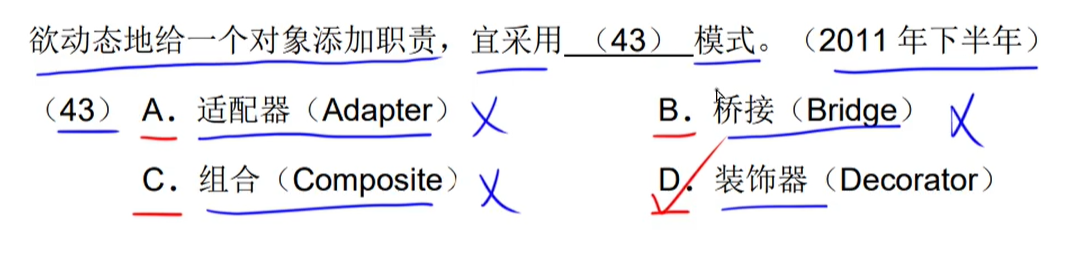 欲动态地给一个对象添加职责，宜采用（43）模式。（2011 年下半年）
（43） A．适配器（Adapter） B．桥接（Bridge）
C．组合（Composite） D．装饰器（Decorator）